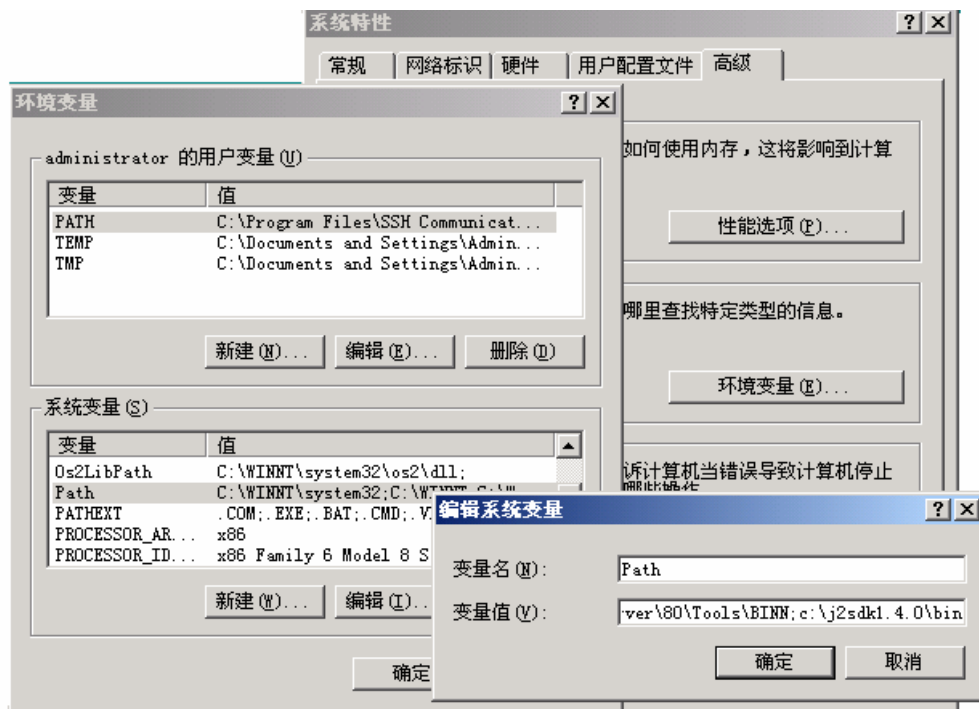 系统特性
常规 网络标识 硬件 用户配置文件 高级
环境变量
如何使用内存，这将影响到计算
性能选项(P)...
哪里查找特定类型的信息。
环境变量(E)...
诉计算机当错误导致计算机停止
哪些操作
administrator 的用户变量(U)
变量 值
PATH C:\Program Files\SSH Communicat...
TEMP C:\Documents and Settings\Admin...
TMP C:\Documents and Settings\Admin...
新建(N)... 编辑(E)... 删除(D)
系统变量(S)
变量 值
Os2LibPath C:\WINNT\system32\os2\dll;
Path C:\WINNT\system32;C:\WINNT;C:\W...
PATHEXT .COM;.EXE;.BAT;.CMD;.V
PROCESSOR_AR... x86
PROCESSOR_ID... x86 Family 6 Model 8 S
新建(W)... 编辑(I)..
确定
编辑系统变量
变量名(N): Path
变量值(V): ver\80\Tools\BINN;c:\j2sdk1.4.0\bin
确定 取消